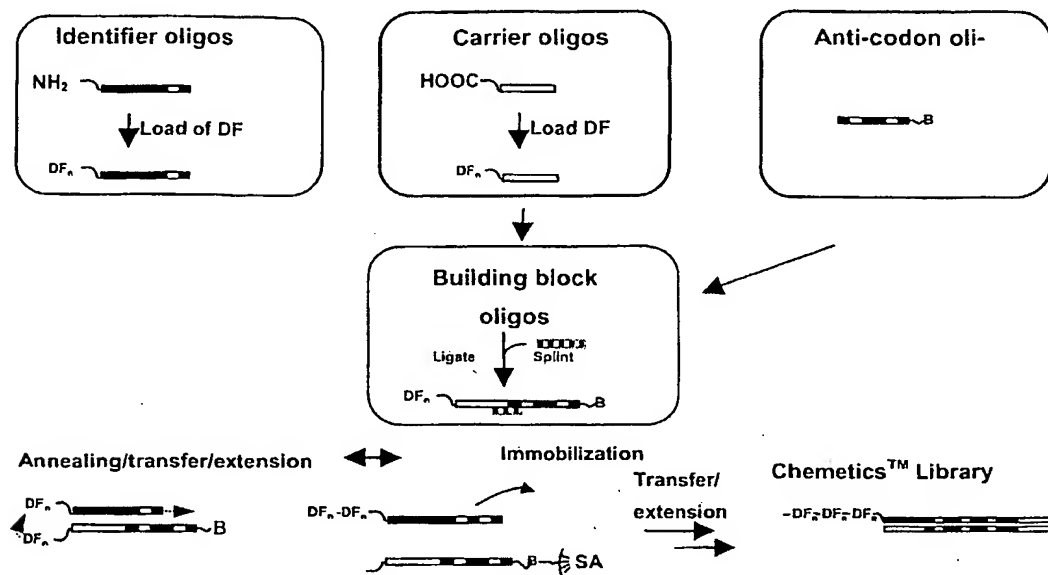 Identifier oligos
NH₂
Load of DF
DFₙ
Carrier oligos
HOOC
Load DF
DFₙ
Anti-codon oli-
B
Building block
oligos
Ligate
Splint
DFₙ
B
Annealing/transfer/extension
DFₙ
DFₙ
B
Immobilization
DFₙ-DFₙ
B
SA
Transfer/
extension
Chemetics™ Library
-DFₙ-DFₙ-DFₙ